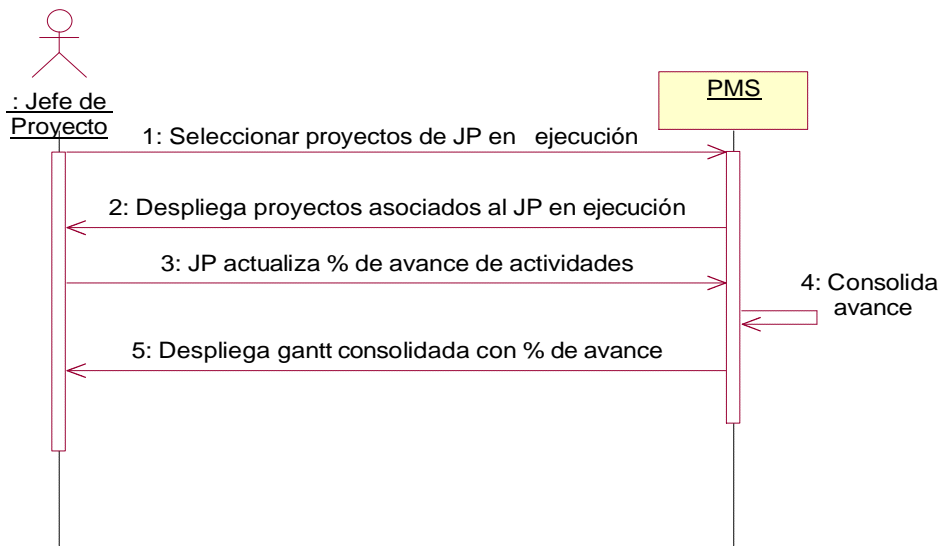 : Jefe de
Proyecto
PMS
1: Seleccionar proyectos de JP en ejecución
2: Despliega proyectos asociados al JP en ejecución
3: JP actualiza % de avance de actividades
4: Consolida
avance
5: Despliega gantt consolidada con % de avance